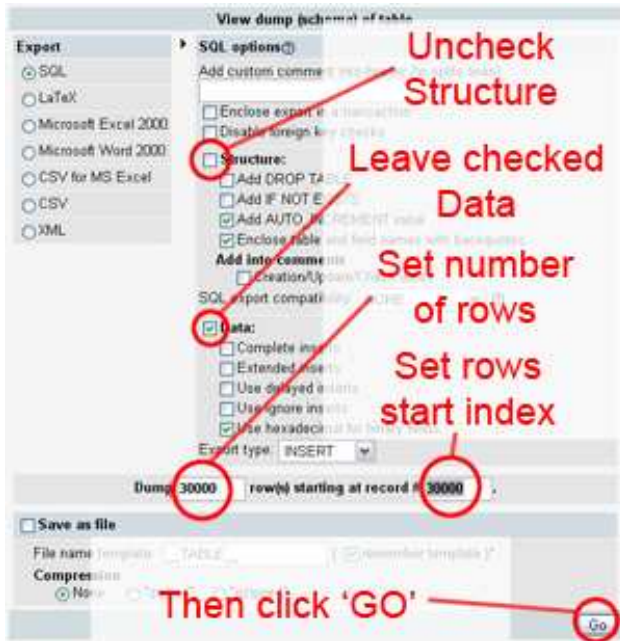 View dump (schema) of table
Export
SQL
LaTeX
Microsoft Excel 2000
Microsoft Word 2000
CSV for MS Excel
CSV
XML
SQL options
Add custom comment
Enclose export in a transaction
Disable foreign key checks
Structure:
Add DROP TABLE
Add IF NOT EXISTS
Add AUTO_INCREMENT value
Enclose table and field names with backquotes
Add into comments
Creation/Update/Check dates
SQL export compatibility: NONE
Data:
Complete inserts
Extended inserts
Use delayed inserts
Use ignore inserts
Use hexadecimal for binary fields
Export type: INSERT
Uncheck
Structure
Leave checked
Data
Set number
of rows
Set rows
start index
Dump 30000 row(s) starting at record # 30000 .
Save as file
File name template: __TABLE__ ( remember template )*
Compression
None
Then click ‘GO’
Go